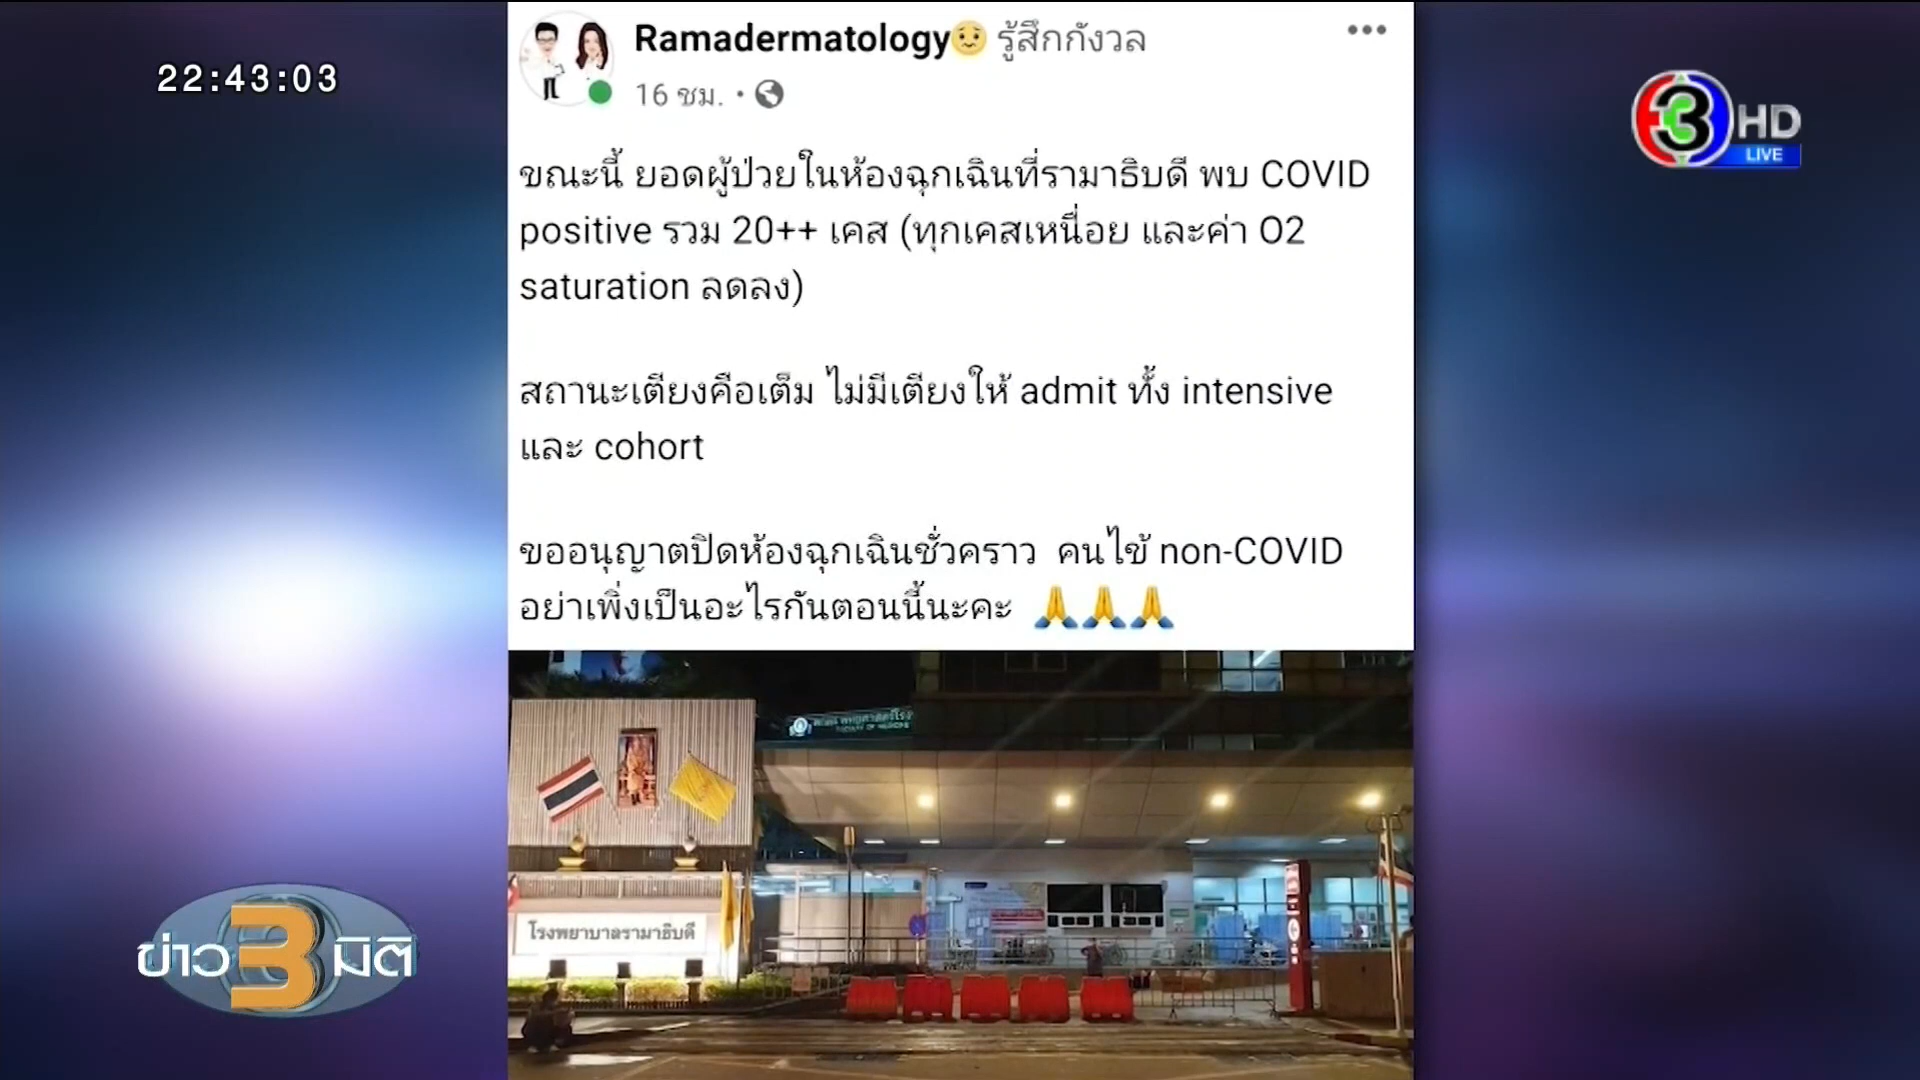 22:43:03
Ramadermatology รู้สึกกังวล
16 ชม.
3 HD
LIVE
ขณะนี้ ยอดผู้ป่วยในห้องฉุกเฉินที่รามาธิบดี พบ COVID
positive รวม 20++ เคส (ทุกเคสเหนื่อย และค่า O2
saturation ลดลง)
สถานะเตียงคือเต็ม ไม่มีเตียงให้ admit ทั้ง intensive
และ cohort
ขออนุญาตปิดห้องฉุกเฉินชั่วคราว คนไข้ non-COVID
อย่าเพิ่งเป็นอะไรกันตอนนี้นะคะ 🙏🙏🙏
โรงพยาบาลรามาธิบดี
ข่าว 3 มิติ